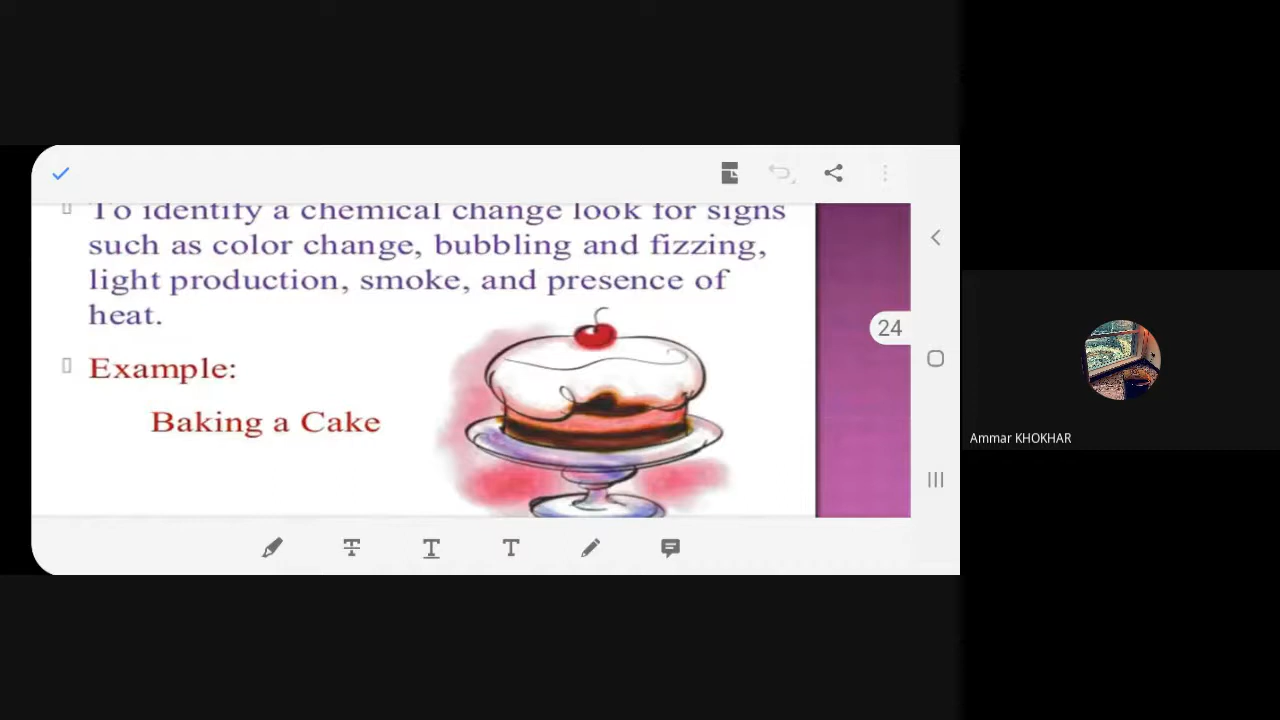 To identify a chemical change look for signs
such as color change, bubbling and fizzing,
light production, smoke, and presence of
heat.
Example:
Baking a Cake
24
Ammar KHOKHAR